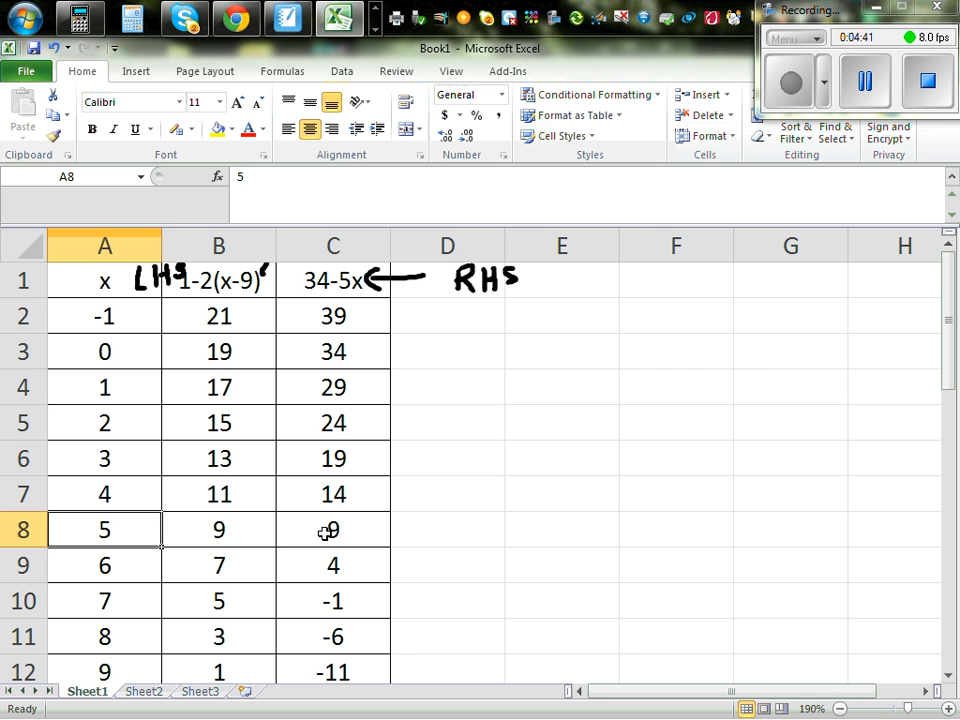 Recording...
Menu
0:04:41
8.0 fps
Book1 - Microsoft Excel
File Home Insert Page Layout Formulas Data Review View Add-Ins
Paste
Calibri 11 A A
General
Conditional Formatting
Insert
B I U
$ % ,
Format as Table
Delete
Cell Styles
Format
Sort & Filter
Find & Select
Sign and Encrypt
Clipboard Font Alignment Number Styles Cells Editing Privacy
A8 fx 5
A B C D E F G H
1 x LHS 1-2(x-9) 34-5x ← RHS
2 -1 21 39
3 0 19 34
4 1 17 29
5 2 15 24
6 3 13 19
7 4 11 14
8 5 9 9
9 6 7 4
10 7 5 -1
11 8 3 -6
12 9 1 -11
Sheet1 Sheet2 Sheet3
Ready 190%